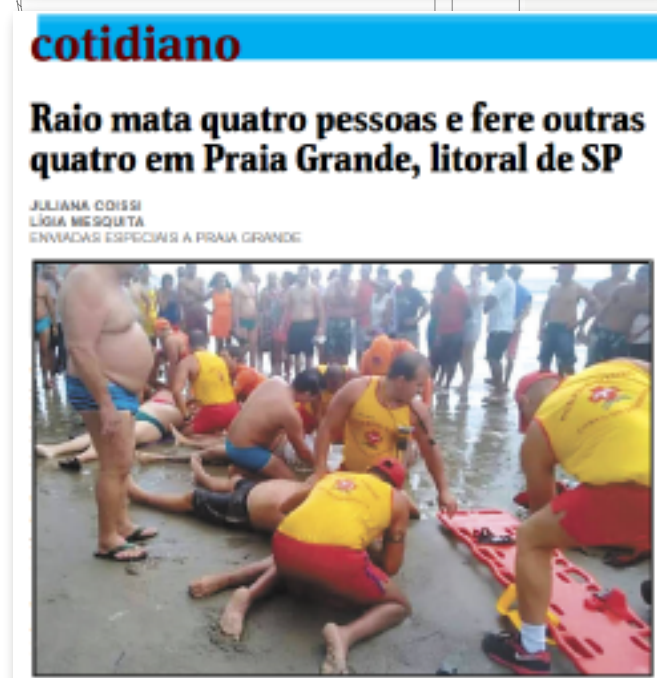 cotidiano
Raio mata quatro pessoas e fere outras
quatro em Praia Grande, litoral de SP
JULIANA COISSI
LÍGIA MESQUITA
ENVIADAS ESPECIAIS A PRAIA GRANDE